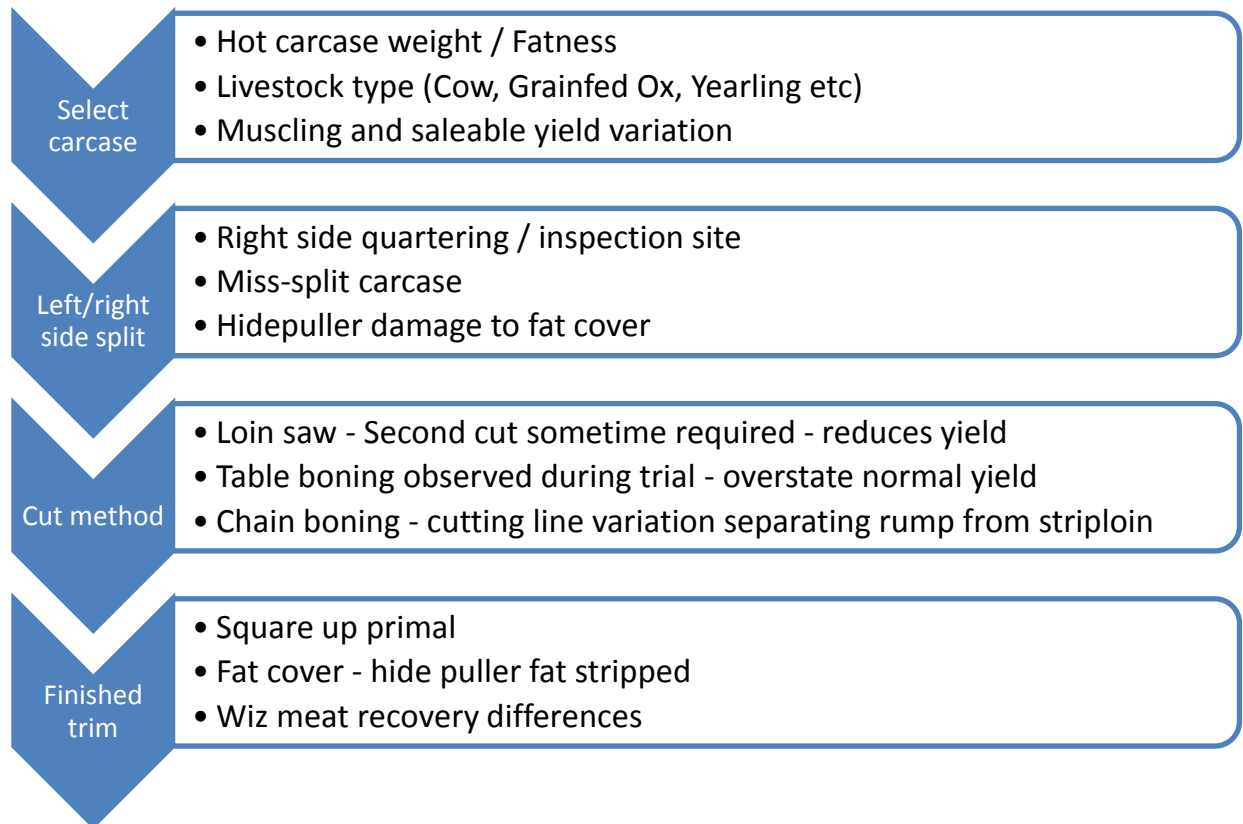 Select
carcase
• Hot carcase weight / Fatness
• Livestock type (Cow, Grainfed Ox, Yearling etc)
• Muscling and saleable yield variation
Left/right
side split
• Right side quartering / inspection site
• Miss-split carcase
• Hidepuller damage to fat cover
Cut method
• Loin saw - Second cut sometime required - reduces yield
• Table boning observed during trial - overstate normal yield
• Chain boning - cutting line variation separating rump from striploin
Finished
trim
• Square up primal
• Fat cover - hide puller fat stripped
• Wiz meat recovery differences